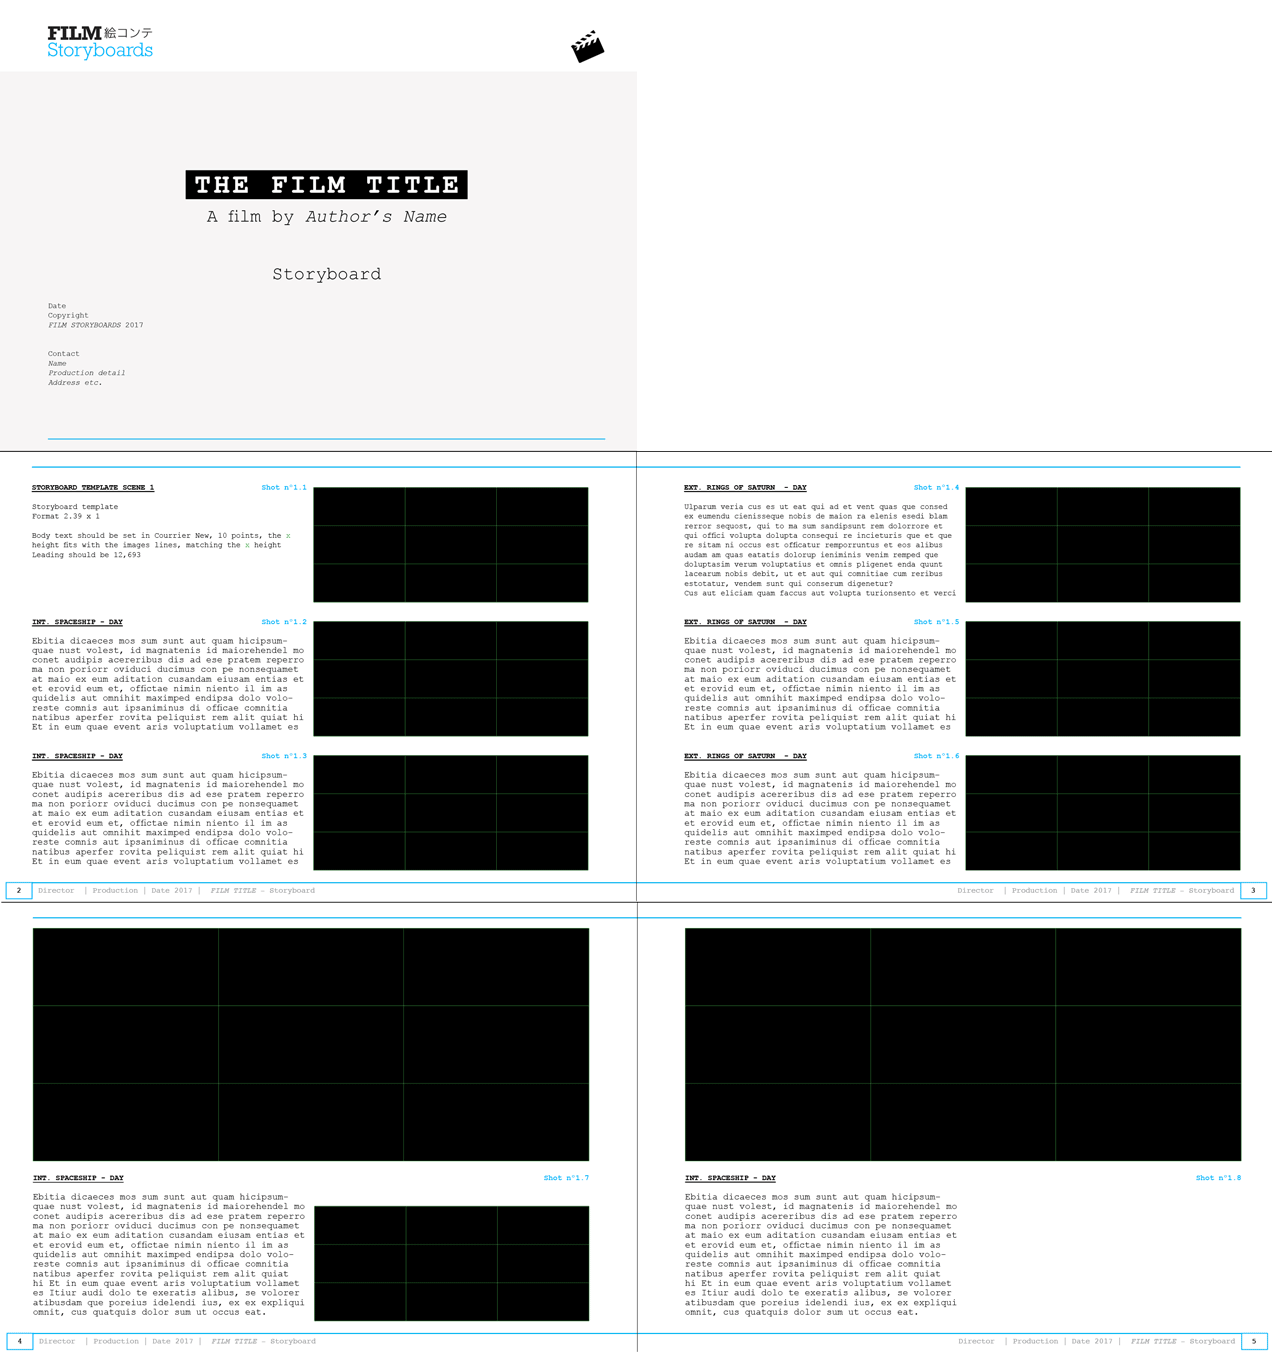 FILM 絵コンテ
Storyboards
THE FILM TITLE
A film by Author's Name
Storyboard
Date
Copyright
FILM STORYBOARDS 2017
Contact
Name
Production detail
Address etc.
STORYBOARD TEMPLATE SCENE 1 Shot n°1.1
Storyboard template
Format 2.39 x 1
Body text should be set in Courrier New, 10 points, the x
height fits with the images lines, matching the x height
Leading should be 12,693
INT. SPACESHIP - DAY Shot n°1.2
Ebitia dicaeces mos sum sunt aut quam hicipsum-
quae nust volest, id magnatenis id maiorehendel mo
conet audipis acereribus dis ad ese pratem reperro
ma non poriorr oviduci ducimus con pe nonsequamet
at maio ex eum aditation cusandam eiusam entias et
et erovid eum et, offictae nimin niento il im as
quidelis aut omnihit maximped endipsa dolo volo-
reste comnis aut ipsaniminus di officae comnitia
natibus aperfer rovita peliquist rem alit quiat hi
Et in eum quae event aris voluptatium vollamet es
INT. SPACESHIP - DAY Shot n°1.3
Ebitia dicaeces mos sum sunt aut quam hicipsum-
quae nust volest, id magnatenis id maiorehendel mo
conet audipis acereribus dis ad ese pratem reperro
ma non poriorr oviduci ducimus con pe nonsequamet
at maio ex eum aditation cusandam eiusam entias et
et erovid eum et, offictae nimin niento il im as
quidelis aut omnihit maximped endipsa dolo volo-
reste comnis aut ipsaniminus di officae comnitia
natibus aperfer rovita peliquist rem alit quiat hi
Et in eum quae event aris voluptatium vollamet es
2 Director | Production | Date 2017 | FILM TITLE - Storyboard
EXT. RINGS OF SATURN - DAY Shot n°1.4
Ulparum veria cus es ut eat qui ad et vent quas que consed
ex eumendu cienisseque nobis de maion ra elenis esedi blam
rerror sequost, qui to ma sum sandipsunt rem dolorrore et
qui offici volupta dolupta consequi re incieturis que et que
re sitam ni occus est officatur remporruntus et eos alibus
audam am quas eatatis dolorup ieniminis venim remped que
doluptasim verum voluptatius et omnis pligenet enda quunt
lacearum nobis debit, ut et aut qui comnitiae cum reribus
estotatur, vendem sunt qui conserum digenetur?
Cus aut eliciam quam faccus aut volupta turionsento et verci
EXT. RINGS OF SATURN - DAY Shot n°1.5
Ebitia dicaeces mos sum sunt aut quam hicipsum-
quae nust volest, id magnatenis id maiorehendel mo
conet audipis acereribus dis ad ese pratem reperro
ma non poriorr oviduci ducimus con pe nonsequamet
at maio ex eum aditation cusandam eiusam entias et
et erovid eum et, offictae nimin niento il im as
quidelis aut omnihit maximped endipsa dolo volo-
reste comnis aut ipsaniminus di officae comnitia
natibus aperfer rovita peliquist rem alit quiat hi
Et in eum quae event aris voluptatium vollamet es
EXT. RINGS OF SATURN - DAY Shot n°1.6
Ebitia dicaeces mos sum sunt aut quam hicipsum-
quae nust volest, id magnatenis id maiorehendel mo
conet audipis acereribus dis ad ese pratem reperro
ma non poriorr oviduci ducimus con pe nonsequamet
at maio ex eum aditation cusandam eiusam entias et
et erovid eum et, offictae nimin niento il im as
quidelis aut omnihit maximped endipsa dolo volo-
reste comnis aut ipsaniminus di officae comnitia
natibus aperfer rovita peliquist rem alit quiat hi
Et in eum quae event aris voluptatium vollamet es
Director | Production | Date 2017 | FILM TITLE - Storyboard 3
INT. SPACESHIP - DAY Shot n°1.7
Ebitia dicaeces mos sum sunt aut quam hicipsum-
quae nust volest, id magnatenis id maiorehendel mo
conet audipis acereribus dis ad ese pratem reperro
ma non poriorr oviduci ducimus con pe nonsequamet
at maio ex eum aditation cusandam eiusam entias et
et erovid eum et, offictae nimin niento il im as
quidelis aut omnihit maximped endipsa dolo volo-
reste comnis aut ipsaniminus di officae comnitia
natibus aperfer rovita peliquist rem alit quiat
hi Et in eum quae event aris voluptatium vollamet
es Itiur audi dolo te exeratis alibus, se volorer
atibusdam que poreius idelendi ius, ex ex expliqui
omnit, cus quatquis dolor sum ut occus eat.
4 Director | Production | Date 2017 | FILM TITLE - Storyboard
INT. SPACESHIP - DAY Shot n°1.8
Ebitia dicaeces mos sum sunt aut quam hicipsum-
quae nust volest, id magnatenis id maiorehendel mo
conet audipis acereribus dis ad ese pratem reperro
ma non poriorr oviduci ducimus con pe nonsequamet
at maio ex eum aditation cusandam eiusam entias et
et erovid eum et, offictae nimin niento il im as
quidelis aut omnihit maximped endipsa dolo volo-
reste comnis aut ipsaniminus di officae comnitia
natibus aperfer rovita peliquist rem alit quiat
hi Et in eum quae event aris voluptatium vollamet
es Itiur audi dolo te exeratis alibus, se volorer
atibusdam que poreius idelendi ius, ex ex expliqui
omnit, cus quatquis dolor sum ut occus eat.
Director | Production | Date 2017 | FILM TITLE - Storyboard 5